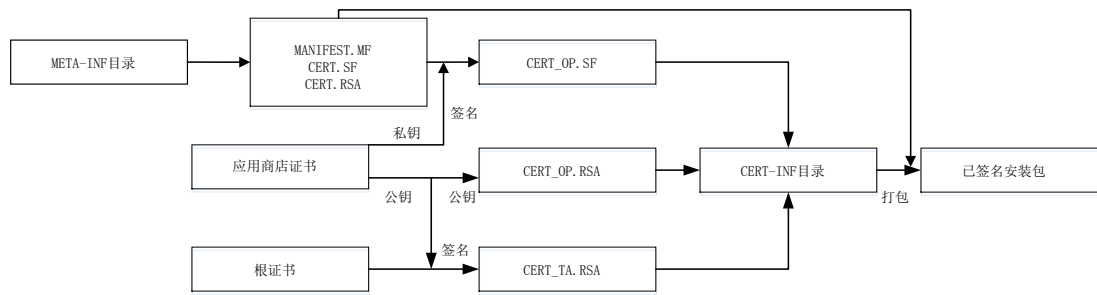 META-INF目录
MANIFEST.MF
CERT.SF
CERT.RSA
CERT_OP.SF
签名
私钥
应用商店证书
CERT_OP.RSA
CERT-INF目录
已签名安装包
公钥
公钥
打包
签名
根证书
CERT_TA.RSA